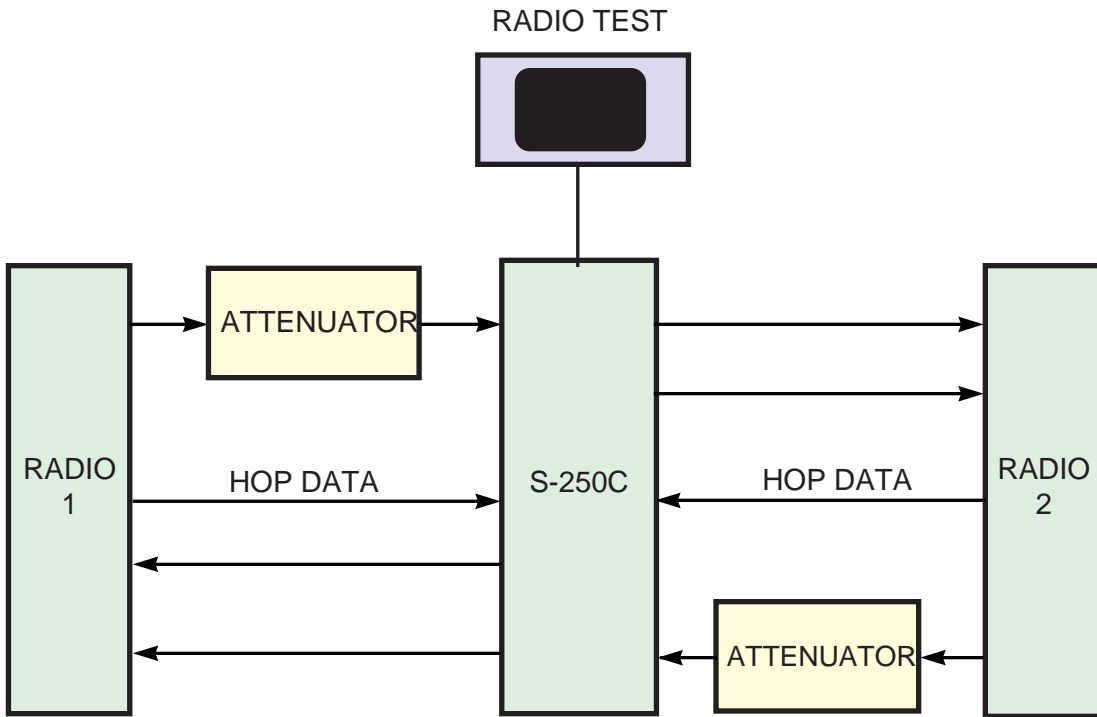 RADIO TEST
ATTENUATOR
RADIO
1
HOP DATA
S-250C
HOP DATA
RADIO
2
ATTENUATOR